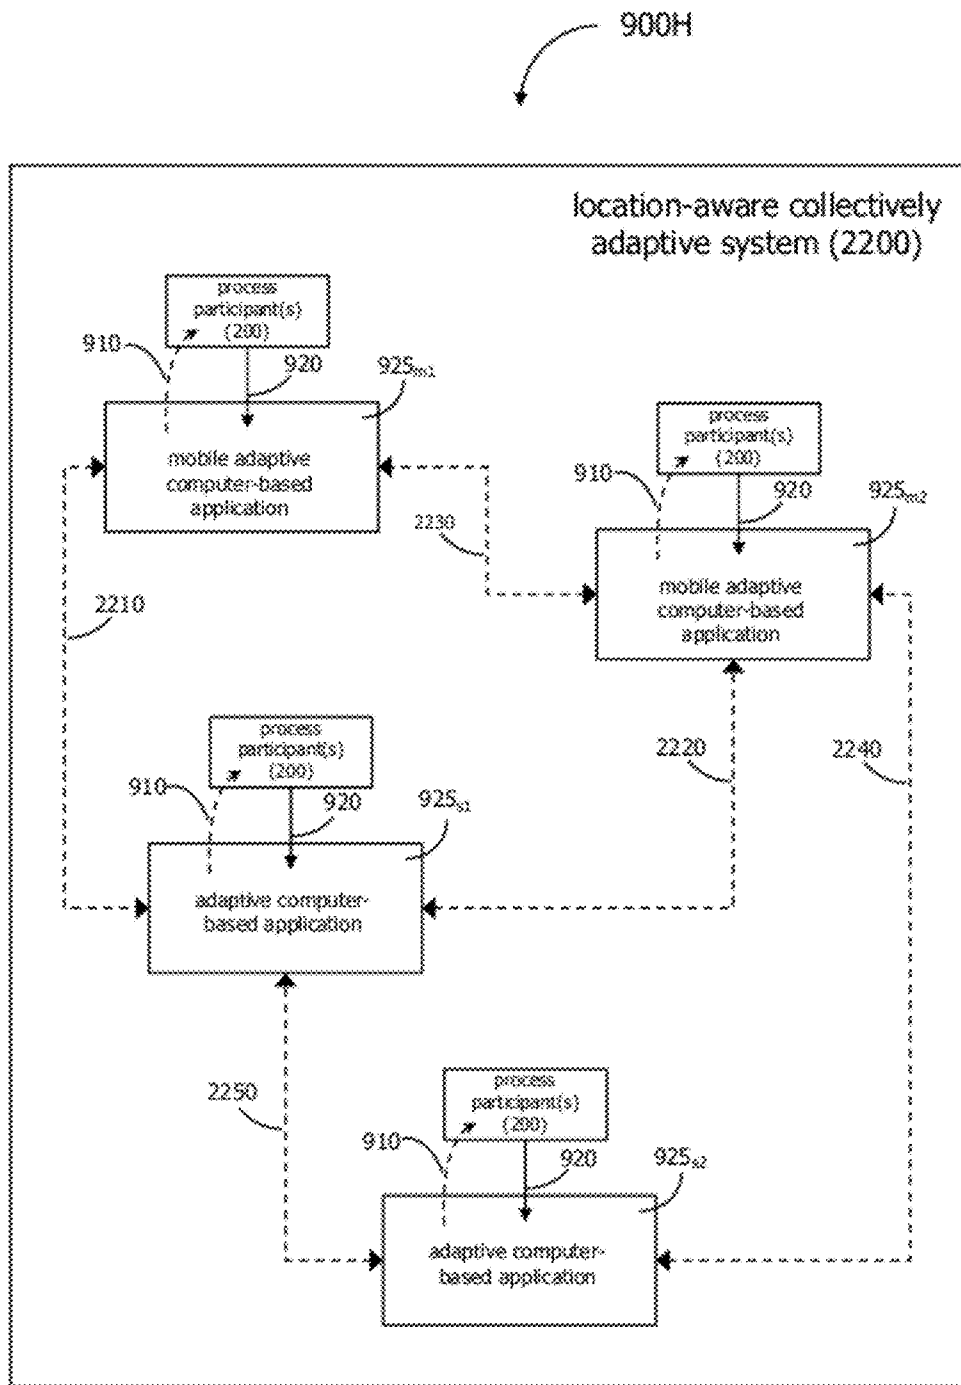 900H
location-aware collectively
adaptive system (2200)
process
participant(s)
(200)
910
920
925m1
mobile adaptive
computer-based
application
process
participant(s)
(200)
910
920
925m2
mobile adaptive
computer-based
application
2230
2210
process
participant(s)
(200)
910
920
925s1
adaptive computer-
based application
2220
2240
2250
process
participant(s)
(200)
910
920
925s2
adaptive computer-
based application